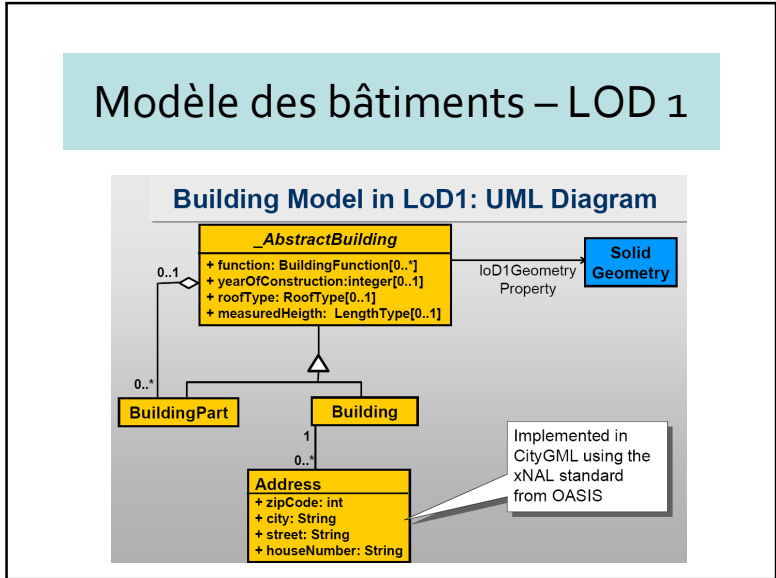 Modèle des bâtiments – LOD 1
Building Model in LoD1: UML Diagram
_AbstractBuilding
+ function: BuildingFunction[0..*]
+ yearOfConstruction:integer[0..1]
+ roofType: RoofType[0..1]
+ measuredHeigth: LengthType[0..1]
loD1Geometry
Property
Solid
Geometry
0..1
0..*
BuildingPart
Building
1
0..*
Address
+ zipCode: int
+ city: String
+ street: String
+ houseNumber: String
Implemented in
CityGML using the
xNAL standard
from OASIS